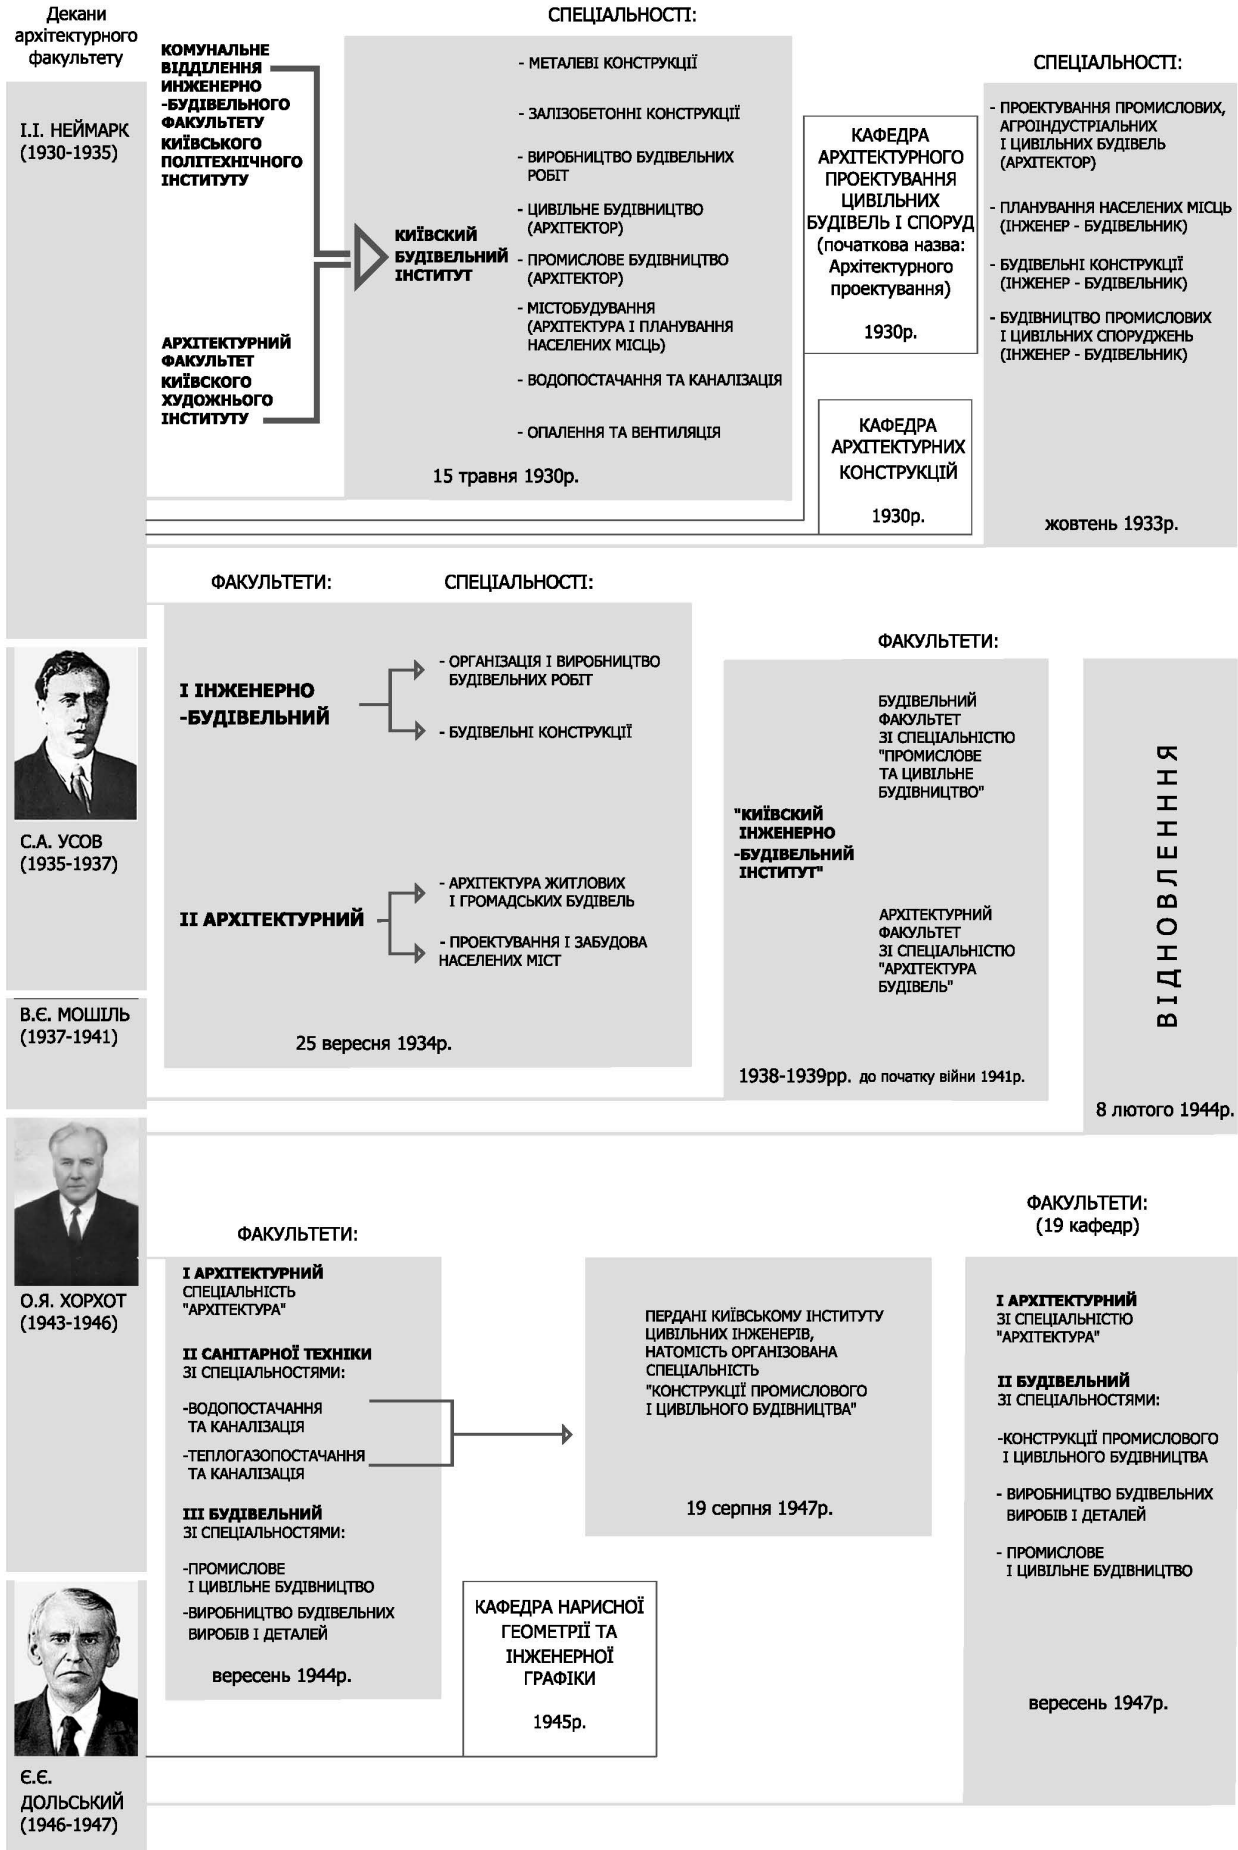 Декани
архітектурного
факультету
І.І. НЕЙМАРК
(1930-1935)
С.А. УСОВ
(1935-1937)
В.Є. МОШІЛЬ
(1937-1941)
О.Я. ХОРХОТ
(1943-1946)
Є.Є.
ДОЛЬСЬКИЙ
(1946-1947)
КОМУНАЛЬНЕ
ВІДДІЛЕННЯ
ИНЖЕНЕРНО
-БУДІВЕЛЬНОГО
ФАКУЛЬТЕТУ
КИЇВСЬКОГО
ПОЛІТЕХНІЧНОГО
ІНСТИТУТУ
АРХІТЕКТУРНИЙ
ФАКУЛЬТЕТ
КИЇВСКОГО
ХУДОЖНЬОГО
ІНСТИТУТУ
КИЇВСКИЙ
БУДІВЕЛЬНИЙ
ІНСТИТУТ
СПЕЦІАЛЬНОСТІ:
- МЕТАЛЕВІ КОНСТРУКЦІЇ
- ЗАЛІЗОБЕТОННІ КОНСТРУКЦІЇ
- ВИРОБНИЦТВО БУДІВЕЛЬНИХ
РОБІТ
- ЦИВІЛЬНЕ БУДІВНИЦТВО
(АРХІТЕКТОР)
- ПРОМИСЛОВЕ БУДІВНИЦТВО
(АРХІТЕКТОР)
- МІСТОБУДУВАННЯ
(АРХІТЕКТУРА І ПЛАНУВАННЯ
НАСЕЛЕНИХ МІСЦЬ)
- ВОДОПОСТАЧАННЯ ТА КАНАЛІЗАЦІЯ
- ОПАЛЕННЯ ТА ВЕНТИЛЯЦІЯ
15 травня 1930р.
КАФЕДРА
АРХІТЕКТУРНОГО
ПРОЕКТУВАННЯ
ЦИВІЛЬНИХ
БУДІВЕЛЬ І СПОРУД
(початкова назва:
Архітектурного
проектування)
1930р.
КАФЕДРА
АРХІТЕКТУРНИХ
КОНСТРУКЦІЙ
1930р.
СПЕЦІАЛЬНОСТІ:
- ПРОЕКТУВАННЯ ПРОМИСЛОВИХ,
АГРОІНДУСТРІАЛЬНИХ
І ЦИВІЛЬНИХ БУДІВЕЛЬ
(АРХІТЕКТОР)
- ПЛАНУВАННЯ НАСЕЛЕНИХ МІСЦЬ
(ІНЖЕНЕР - БУДІВЕЛЬНИК)
- БУДІВЕЛЬНІ КОНСТРУКЦІЇ
(ІНЖЕНЕР - БУДІВЕЛЬНИК)
- БУДІВНИЦТВО ПРОМИСЛОВИХ
І ЦИВІЛЬНИХ СПОРУДЖЕНЬ
(ІНЖЕНЕР - БУДІВЕЛЬНИК)
жовтень 1933р.
ФАКУЛЬТЕТИ:
СПЕЦІАЛЬНОСТІ:
І ІНЖЕНЕРНО
-БУДІВЕЛЬНИЙ
- ОРГАНІЗАЦІЯ І ВИРОБНИЦТВО
БУДІВЕЛЬНИХ РОБІТ
- БУДІВЕЛЬНІ КОНСТРУКЦІЇ
ІІ АРХІТЕКТУРНИЙ
- АРХІТЕКТУРА ЖИТЛОВИХ
І ГРОМАДСЬКИХ БУДІВЕЛЬ
- ПРОЕКТУВАННЯ І ЗАБУДОВА
НАСЕЛЕНИХ МІСТ
25 вересня 1934р.
ФАКУЛЬТЕТИ:
"КИЇВСКИЙ
ІНЖЕНЕРНО
-БУДІВЕЛЬНИЙ
ІНСТИТУТ"
БУДІВЕЛЬНИЙ
ФАКУЛЬТЕТ
ЗІ СПЕЦІАЛЬНІСТЮ
"ПРОМИСЛОВЕ
ТА ЦИВІЛЬНЕ
БУДІВНИЦТВО"
АРХІТЕКТУРНИЙ
ФАКУЛЬТЕТ
ЗІ СПЕЦІАЛЬНІСТЮ
"АРХІТЕКТУРА
БУДІВЕЛЬ"
1938-1939рр. до початку війни 1941р.
ВІДНОВЛЕННЯ
8 лютого 1944р.
ФАКУЛЬТЕТИ:
І АРХІТЕКТУРНИЙ
СПЕЦІАЛЬНІСТЬ
"АРХІТЕКТУРА"
ІІ САНІТАРНОЇ ТЕХНІКИ
ЗІ СПЕЦІАЛЬНОСТЯМИ:
-ВОДОПОСТАЧАННЯ
ТА КАНАЛІЗАЦІЯ
-ТЕПЛОГАЗОПОСТАЧАННЯ
ТА КАНАЛІЗАЦІЯ
ІІІ БУДІВЕЛЬНИЙ
ЗІ СПЕЦІАЛЬНОСТЯМИ:
-ПРОМИСЛОВЕ
І ЦИВІЛЬНЕ БУДІВНИЦТВО
-ВИРОБНИЦТВО БУДІВЕЛЬНИХ
ВИРОБІВ І ДЕТАЛЕЙ
вересень 1944р.
КАФЕДРА НАРИСНОЇ
ГЕОМЕТРІЇ ТА
ІНЖЕНЕРНОЇ
ГРАФІКИ
1945р.
ПЕРДАНІ КИЇВСЬКОМУ ІНСТИТУТУ
ЦИВІЛЬНИХ ІНЖЕНЕРІВ,
НАТОМІСТЬ ОРГАНІЗОВАНА
СПЕЦІАЛЬНІСТЬ
"КОНСТРУКЦІЇ ПРОМИСЛОВОГО
І ЦИВІЛЬНОГО БУДІВНИЦТВА"
19 серпня 1947р.
ФАКУЛЬТЕТИ:
(19 кафедр)
І АРХІТЕКТУРНИЙ
ЗІ СПЕЦІАЛЬНІСТЮ
"АРХІТЕКТУРА"
ІІ БУДІВЕЛЬНИЙ
ЗІ СПЕЦІАЛЬНОСТЯМИ:
-КОНСТРУКЦІЇ ПРОМИСЛОВОГО
І ЦИВІЛЬНОГО БУДІВНИЦТВА
- ВИРОБНИЦТВО БУДІВЕЛЬНИХ
ВИРОБІВ І ДЕТАЛЕЙ
- ПРОМИСЛОВЕ
І ЦИВІЛЬНЕ БУДІВНИЦТВО
вересень 1947р.